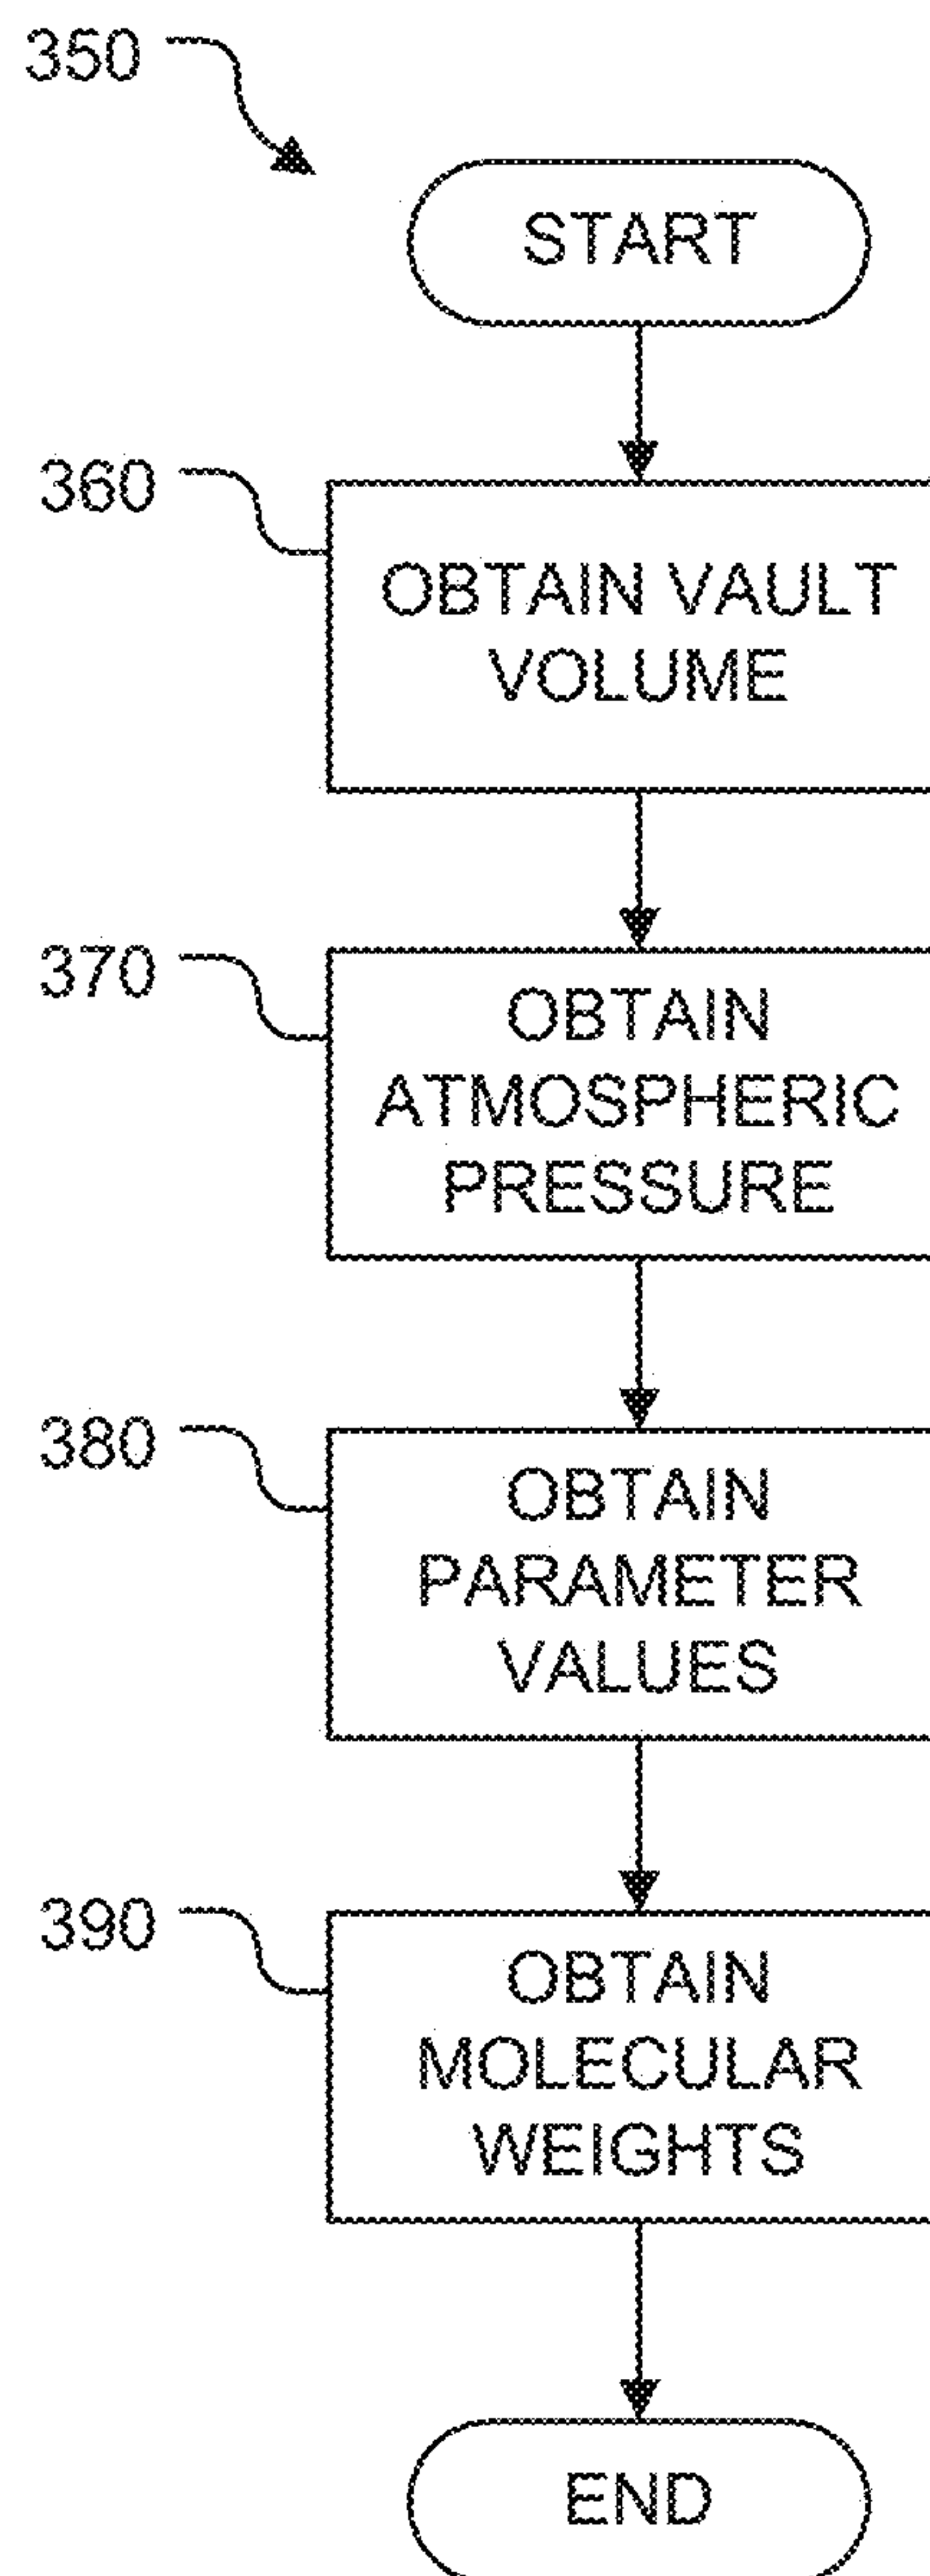 350
START
360
OBTAIN VAULT
VOLUME
370
OBTAIN
ATMOSPHERIC
PRESSURE
380
OBTAIN
PARAMETER
VALUES
390
OBTAIN
MOLECULAR
WEIGHTS
END